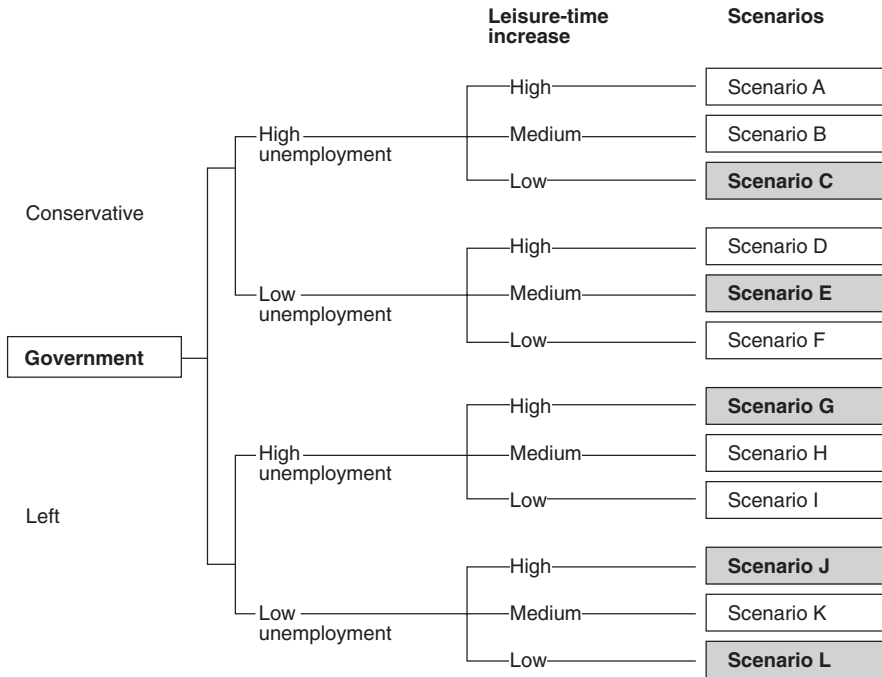 Leisure-time
increase
Scenarios
High
Scenario A
High
unemployment
Medium
Scenario B
Low
Scenario C
Conservative
High
Scenario D
Low
unemployment
Medium
Scenario E
Low
Scenario F
Government
High
Scenario G
High
unemployment
Medium
Scenario H
Low
Scenario I
Left
High
Scenario J
Low
unemployment
Medium
Scenario K
Low
Scenario L